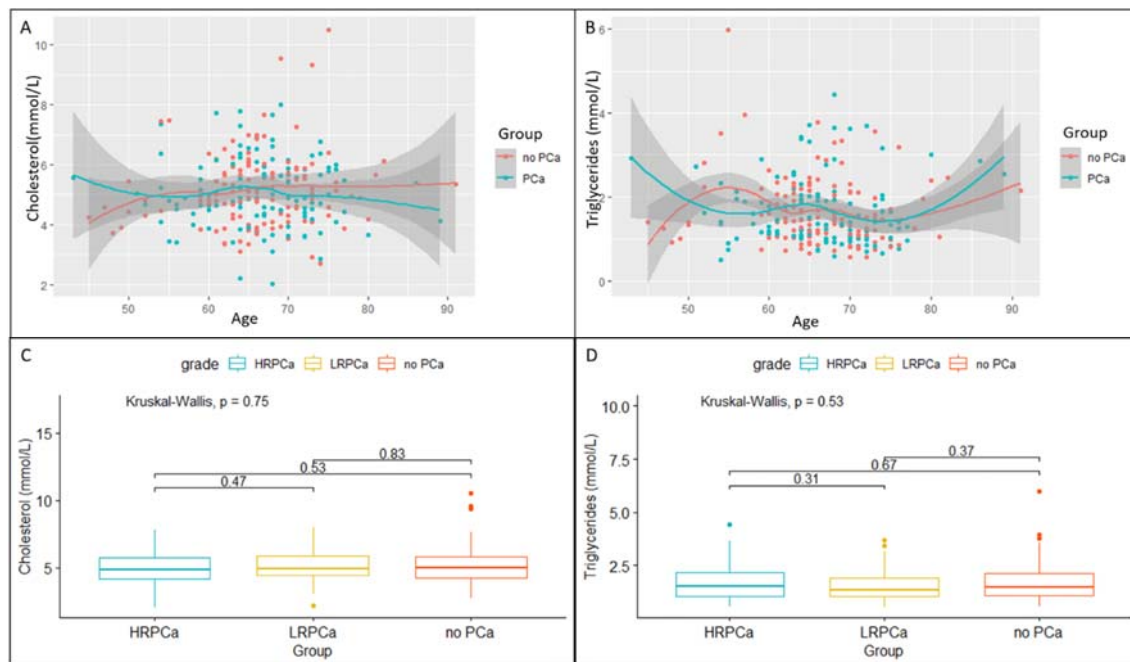 A
Cholesterol(mmol/L)
10
8
6
4
2
50
60
70
80
90
Age
Group
no PCa
PCa
B
Triglycerides (mmol/L)
6
4
2
0
50
60
70
80
90
Age
Group
no PCa
PCa
C
grade HRPCa LRPCa no PCa
Kruskal-Wallis, p = 0.75
Cholesterol (mmol/L)
15
10
5
0.83
0.53
0.47
HRPCa LRPCa no PCa
Group
D
grade HRPCa LRPCa no PCa
Kruskal-Wallis, p = 0.53
Triglycerides (mmol/L)
10.0
7.5
5.0
2.5
0.37
0.67
0.31
HRPCa LRPCa no PCa
Group